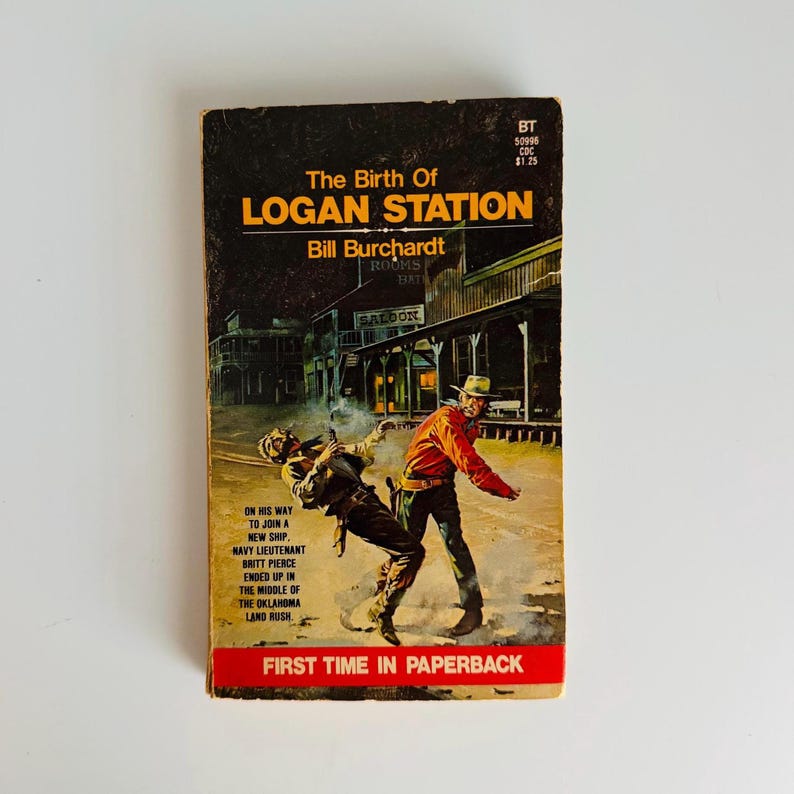 BT
50996
CDC
$1.25
The Birth Of
LOGAN STATION
Bill Burchardt
ROOMS
BATH
SALOON
ON HIS WAY
TO JOIN A
NEW SHIP,
NAVY LIEUTENANT
BRITT PIERCE
ENDED UP IN
THE MIDDLE OF
THE OKLAHOMA
LAND RUSH.
FIRST TIME IN PAPERBACK